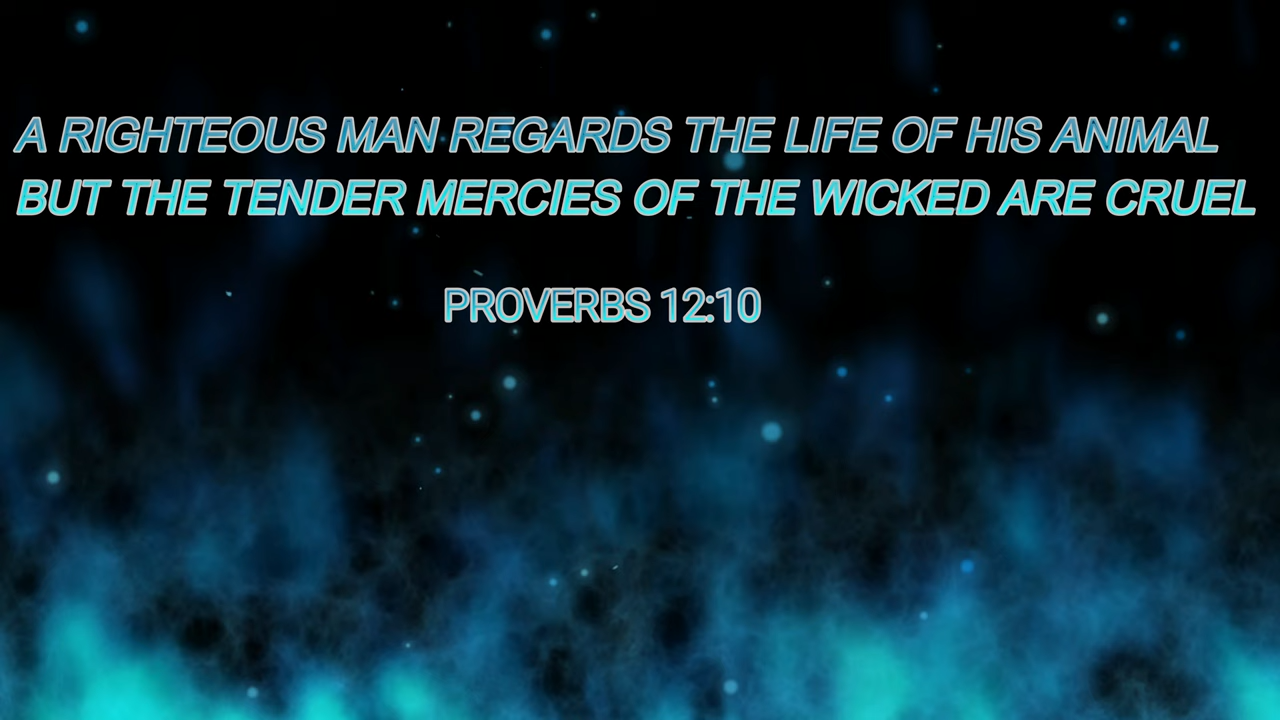 A RIGHTEOUS MAN REGARDS THE LIFE OF HIS ANIMAL
BUT THE TENDER MERCIES OF THE WICKED ARE CRUEL
PROVERBS 12:10